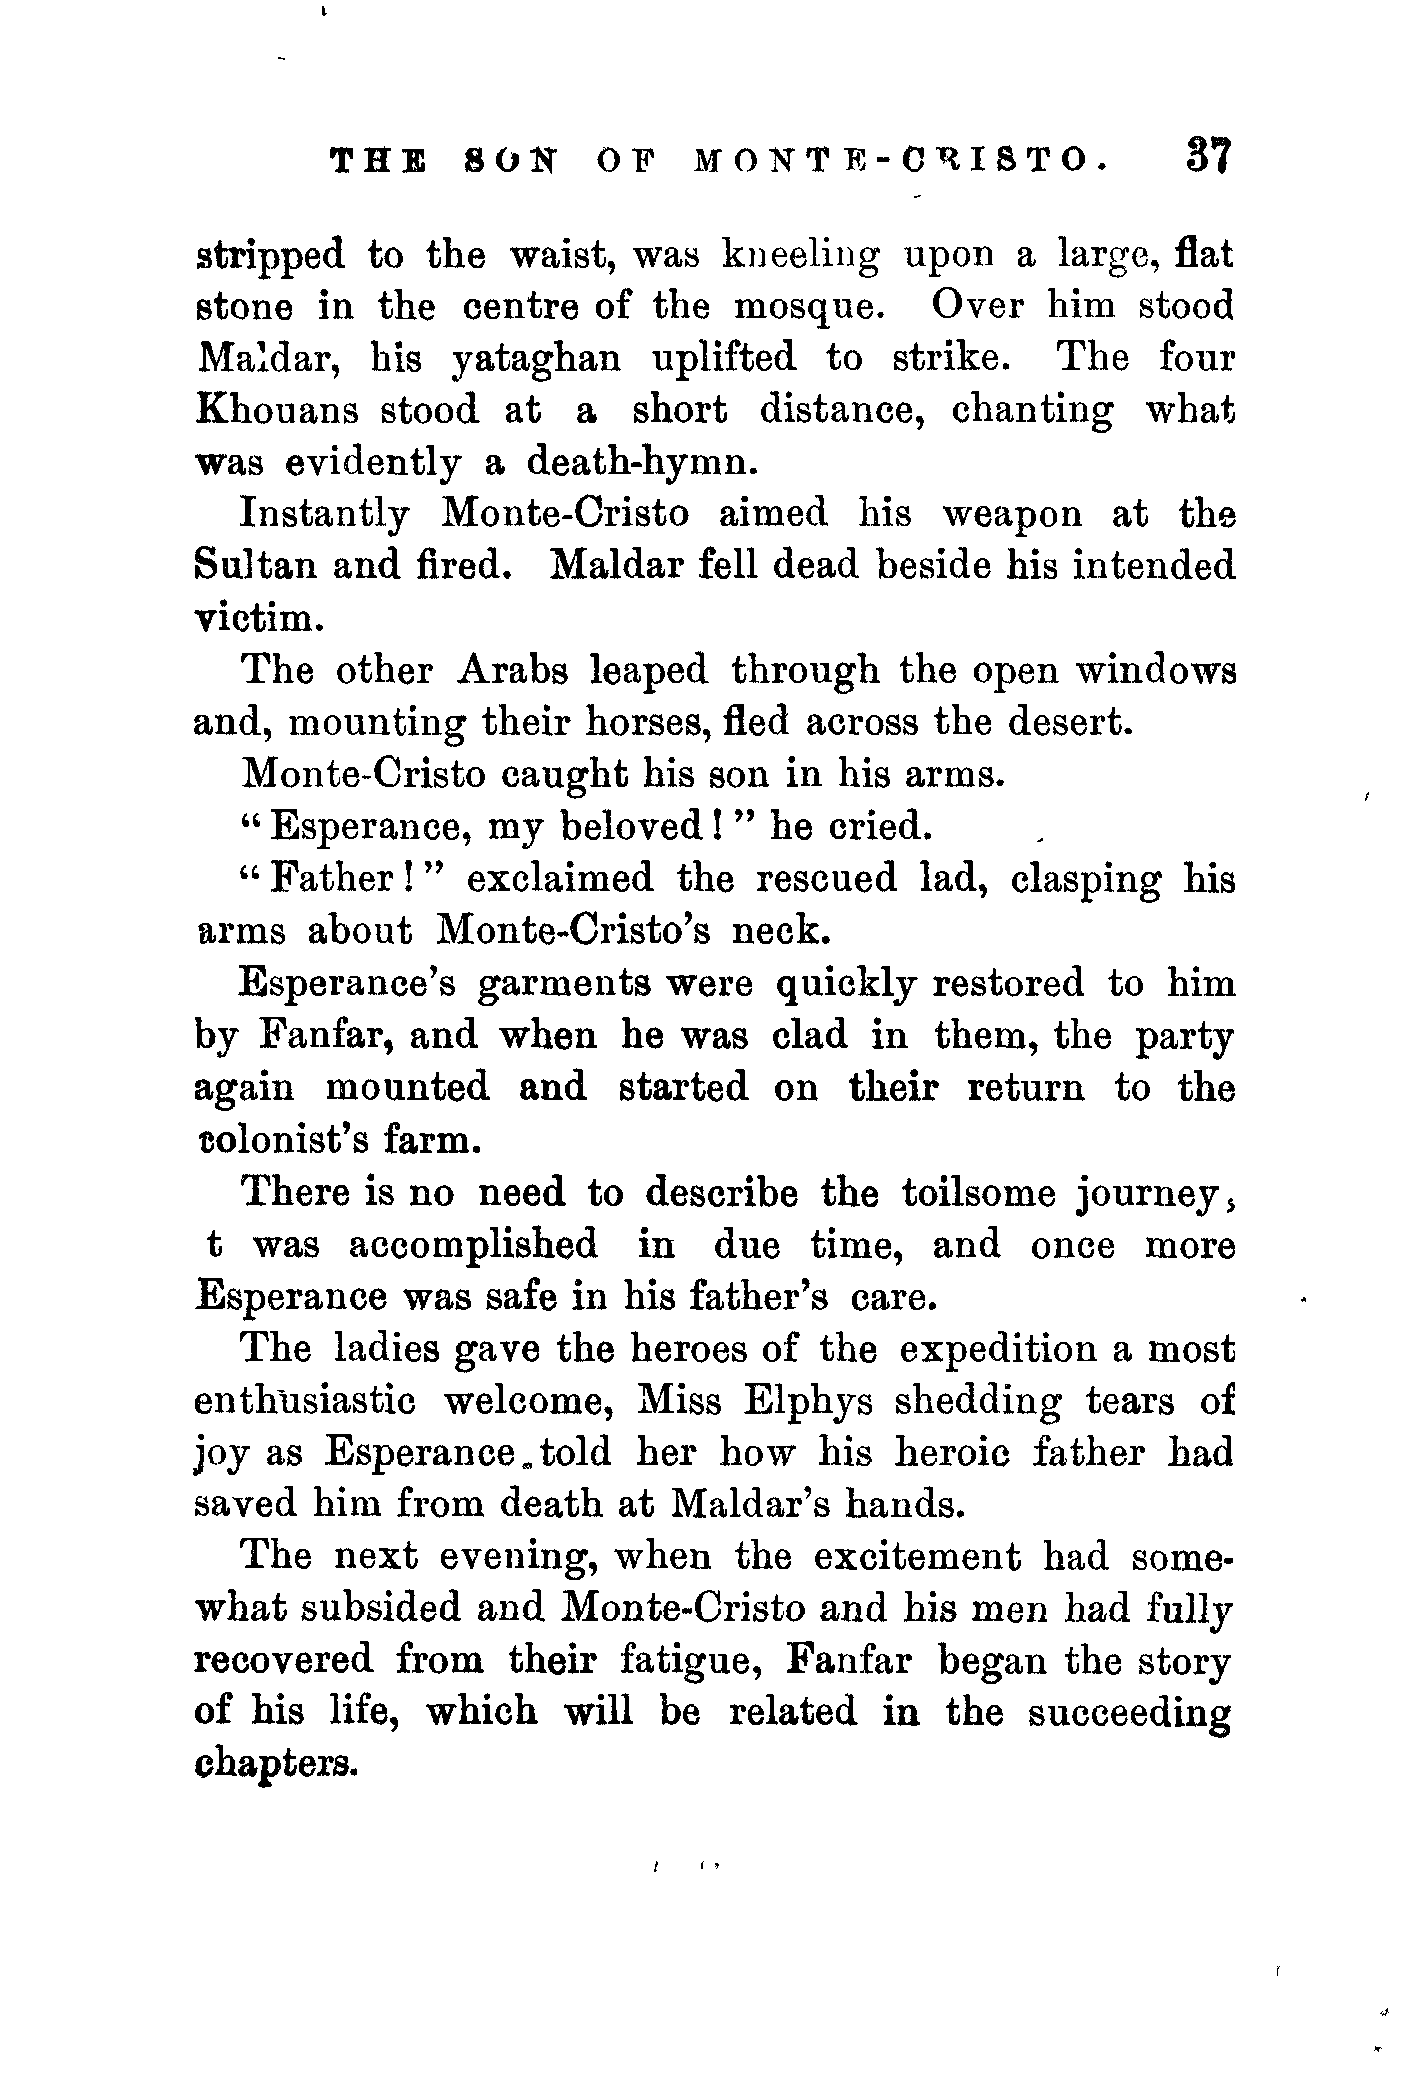 THE SON OF MONTE-CRISTO. 37
stripped to the waist, was kneeling upon a large, flat
stone in the centre of the mosque. Over him stood
Maldar, his yataghan uplifted to strike. The four
Khouans stood at a short distance, chanting what
was evidently a death-hymn.
Instantly Monte-Cristo aimed his weapon at the
Sultan and fired. Maldar fell dead beside his intended
victim.
The other Arabs leaped through the open windows
and, mounting their horses, fled across the desert.
Monte-Cristo caught his son in his arms.
“Esperance, my beloved!” he cried.
“Father!” exclaimed the rescued lad, clasping his
arms about Monte-Cristo's neck.
Esperance's garments were quickly restored to him
by Fanfar, and when he was clad in them, the party
again mounted and started on their return to the
colonist's farm.
There is no need to describe the toilsome journey;
t was accomplished in due time, and once more
Esperance was safe in his father's care.
The ladies gave the heroes of the expedition a most
enthusiastic welcome, Miss Elphys shedding tears of
joy as Esperance told her how his heroic father had
saved him from death at Maldar's hands.
The next evening, when the excitement had some-
what subsided and Monte-Cristo and his men had fully
recovered from their fatigue, Fanfar began the story
of his life, which will be related in the succeeding
chapters.